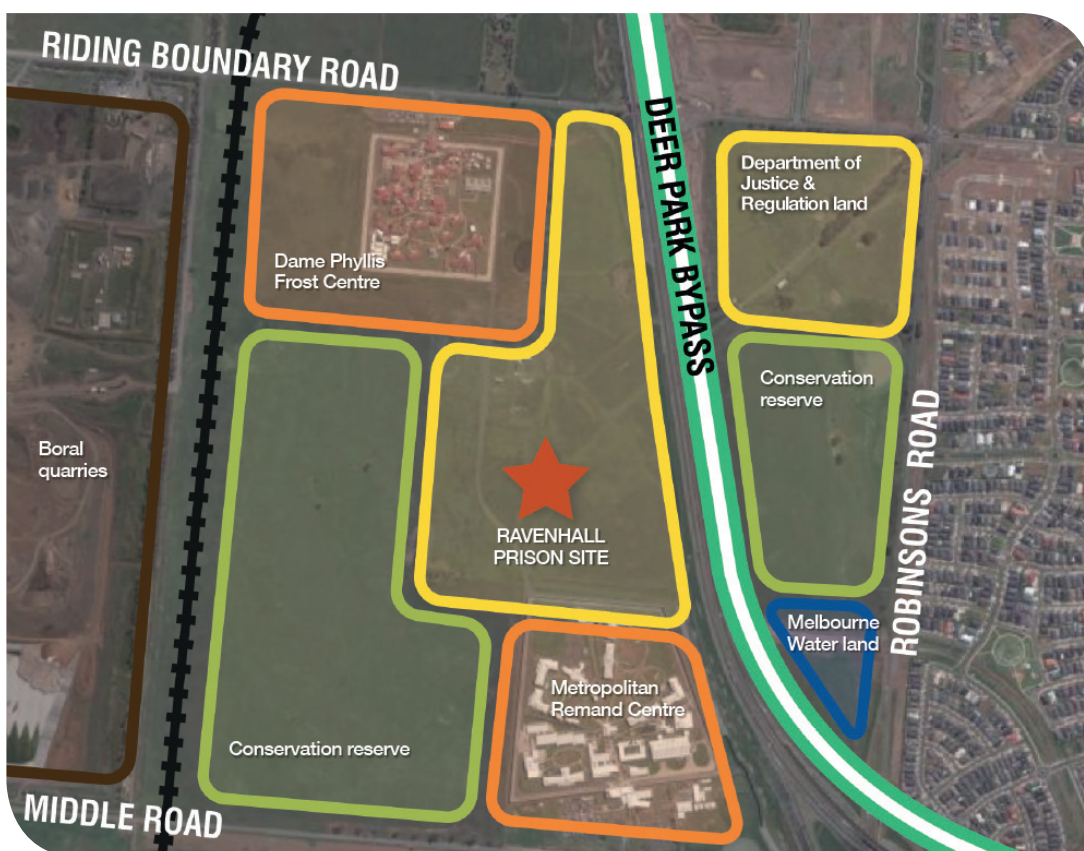 RIDING BOUNDARY ROAD
DEER PARK BYPASS
Department of
Justice &
Regulation land
Dame Phyllis
Frost Centre
Conservation
reserve
Boral
quarries
ROBINSONS ROAD
RAVENHALL
PRISON SITE
Melbourne
Water land
Metropolitan
Remand Centre
Conservation reserve
MIDDLE ROAD